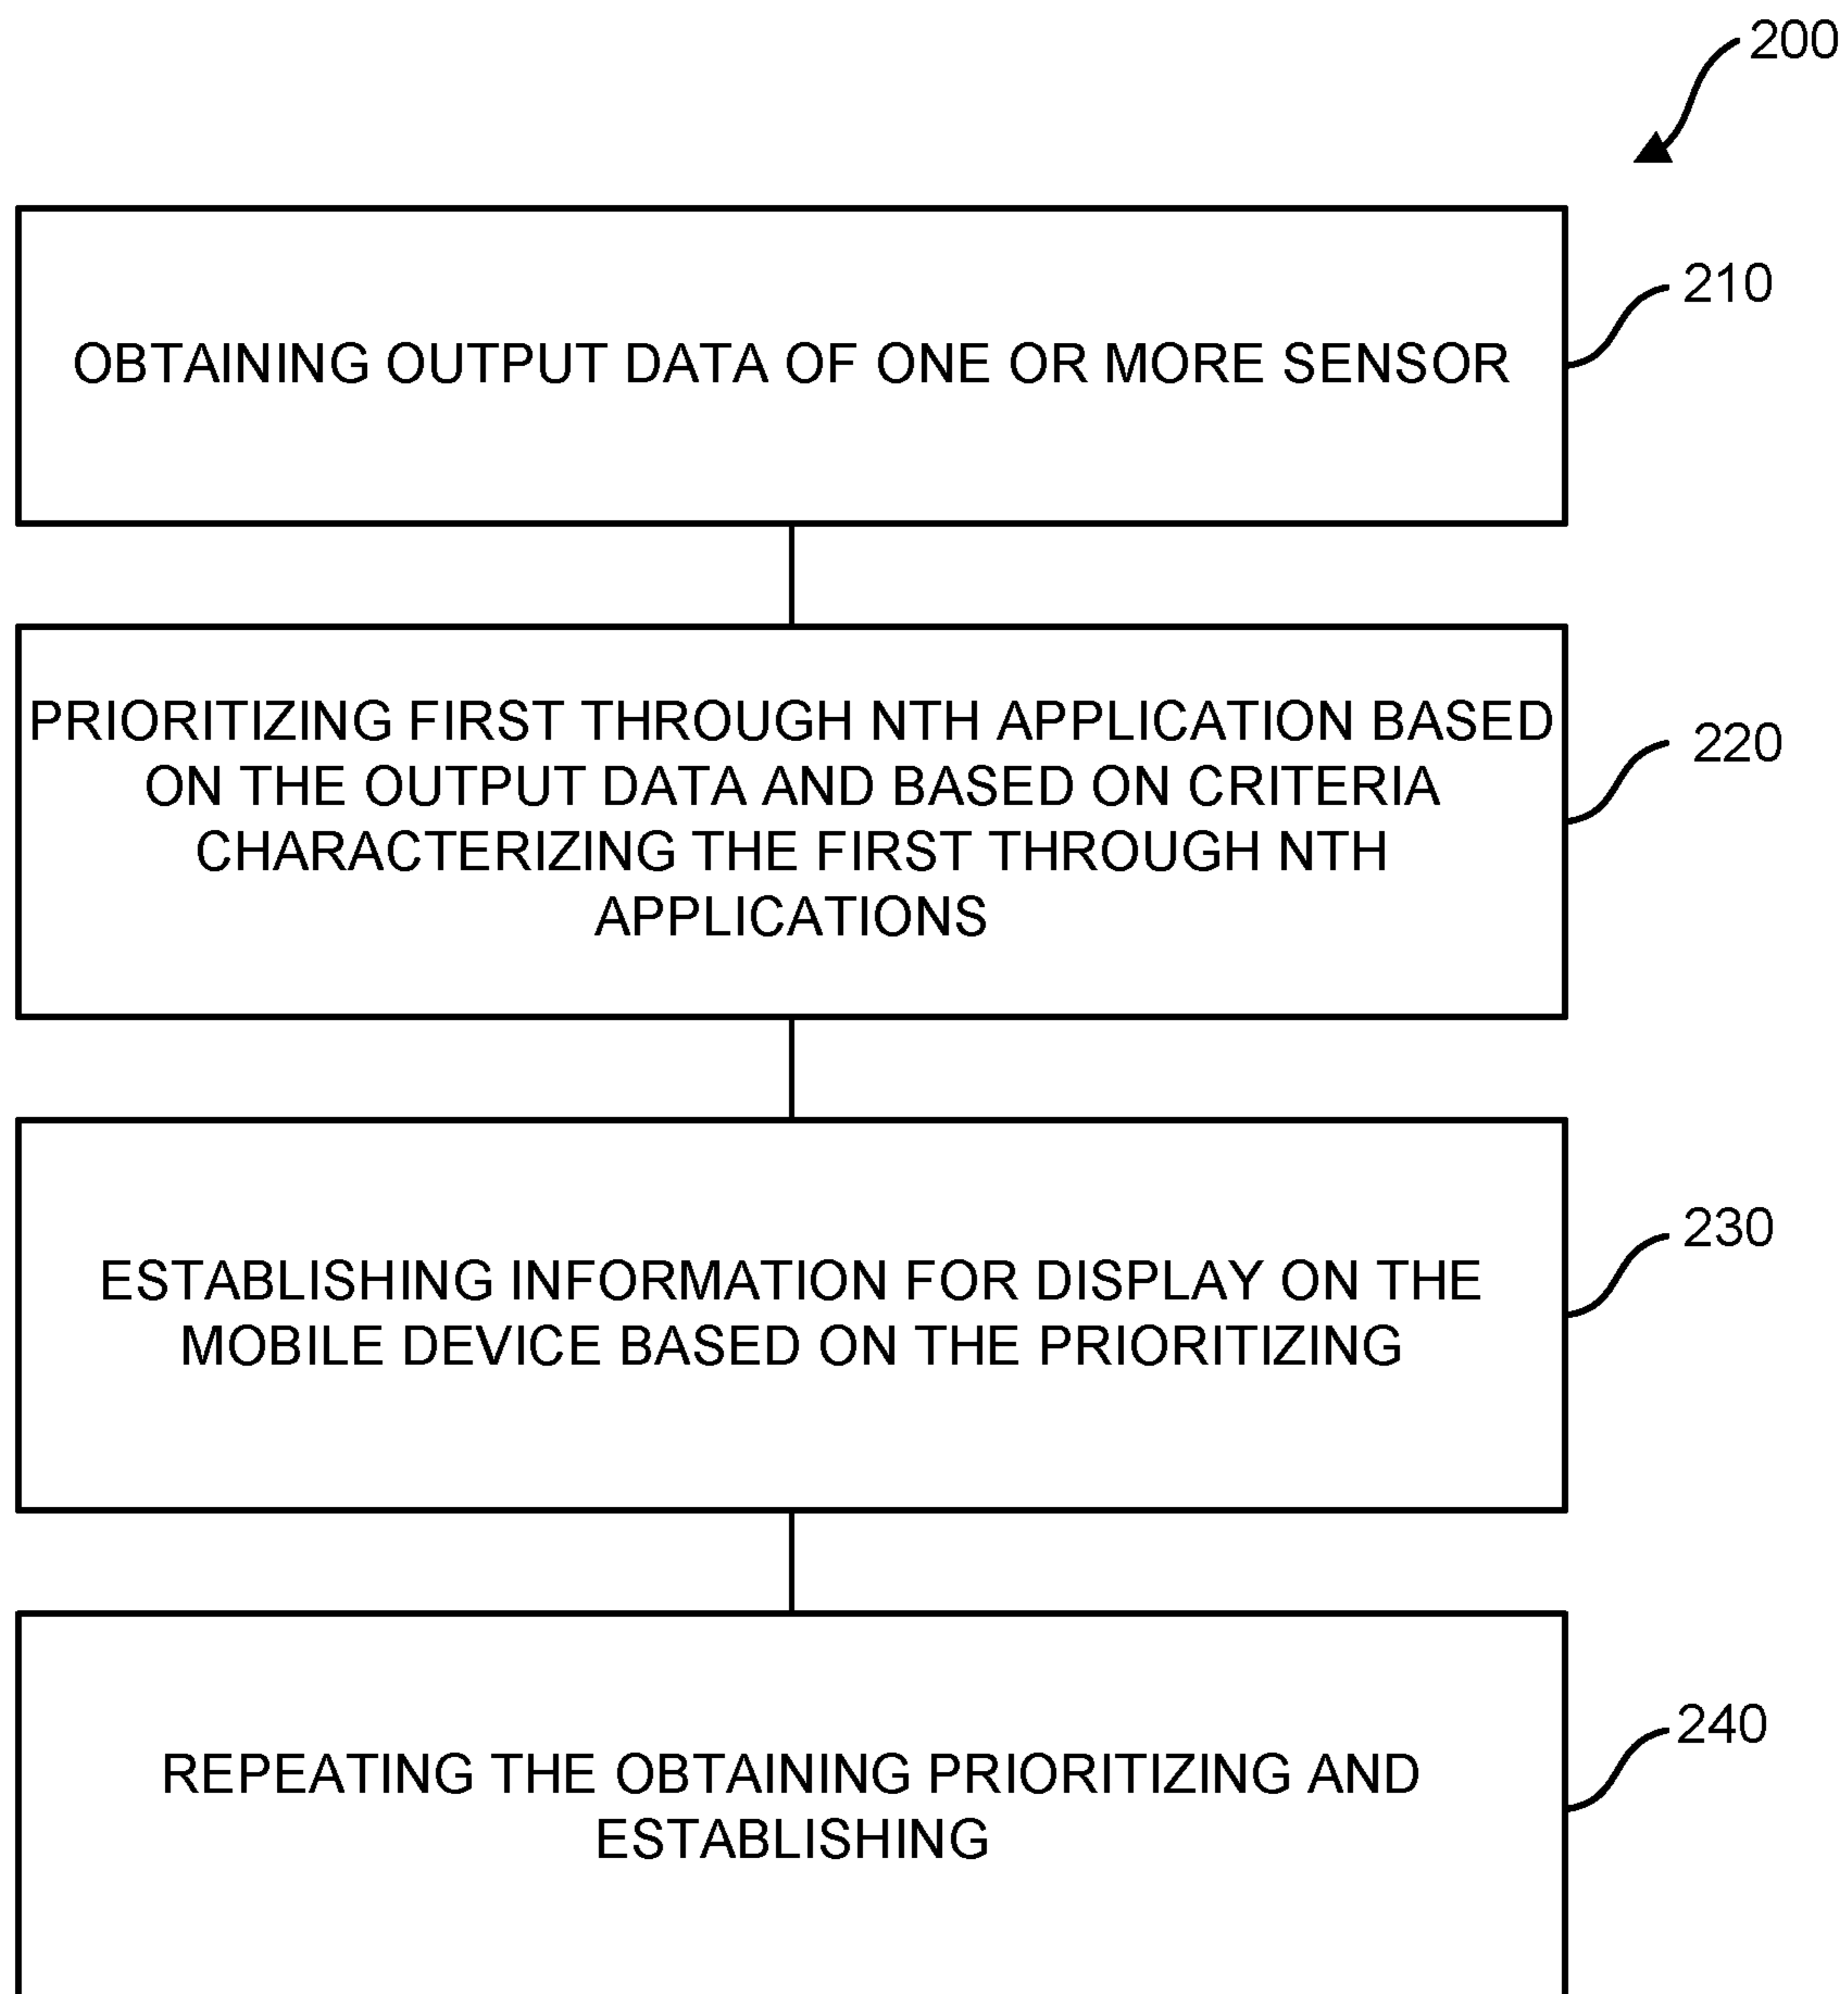 200
210
OBTAINING OUTPUT DATA OF ONE OR MORE SENSOR
PRIORITIZING FIRST THROUGH NTH APPLICATION BASED
ON THE OUTPUT DATA AND BASED ON CRITERIA
CHARACTERIZING THE FIRST THROUGH NTH
APPLICATIONS
220
230
ESTABLISHING INFORMATION FOR DISPLAY ON THE
MOBILE DEVICE BASED ON THE PRIORITIZING
240
REPEATING THE OBTAINING PRIORITIZING AND
ESTABLISHING